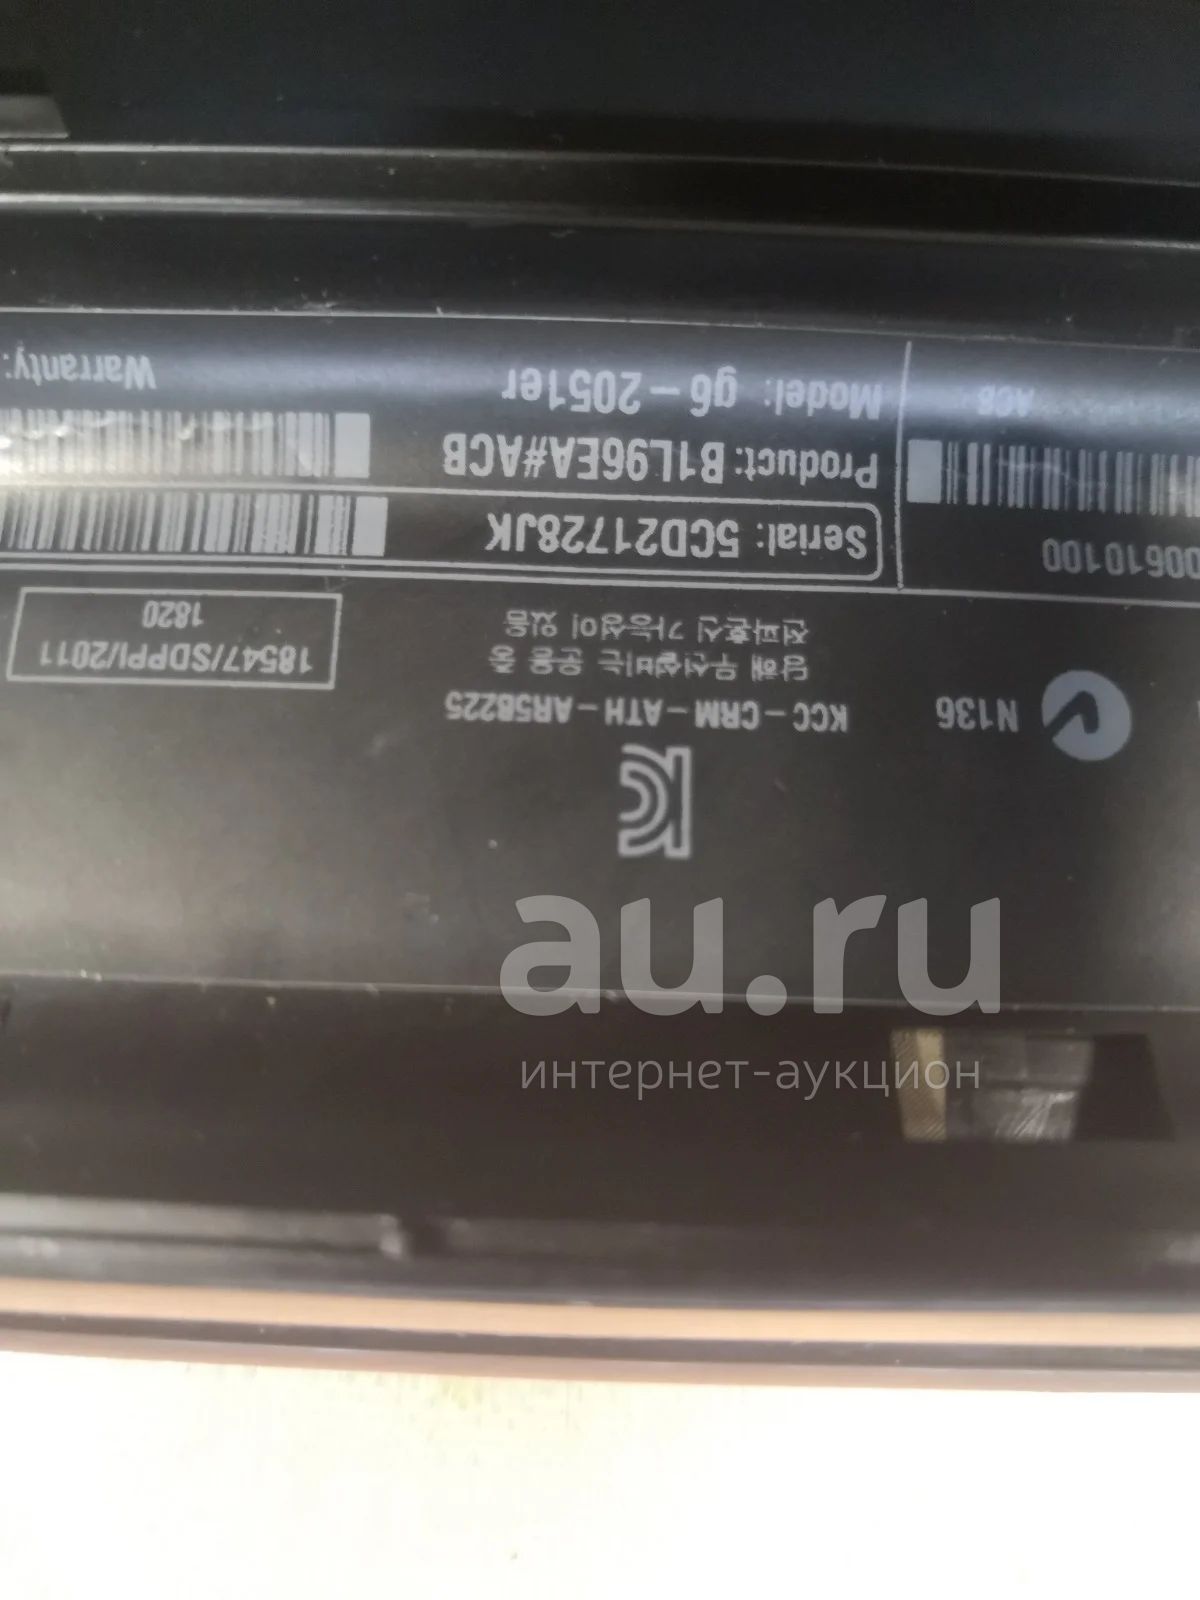 Serial: 5CD21728JK
Product: B1L96EA#ACB
Model: g6-2051er
Warranty:
00610100
ACB
18547/SDPPI/2011
1820
N136
KCC-CRM-ATH-AR5B225
당해 무선설비는 운용 중
전파혼신 가능성이 있음
au.ru
интернет-аукцион